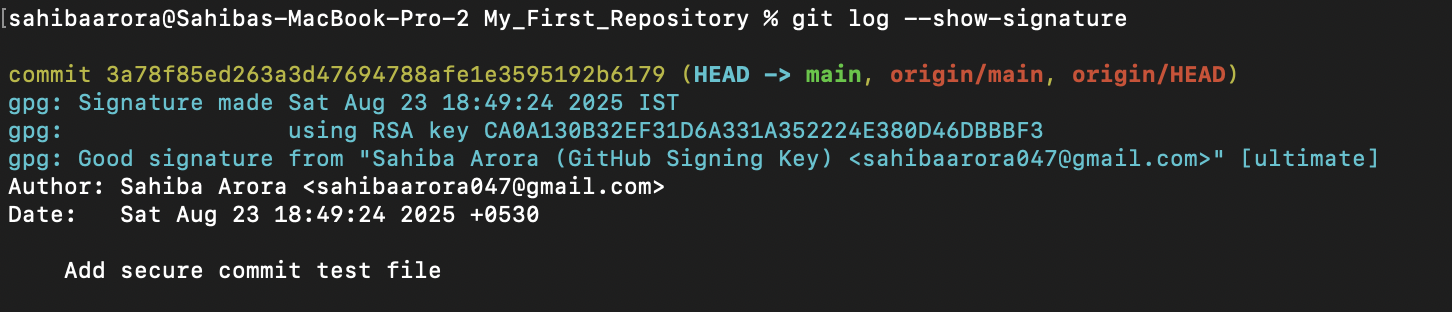 [sahibaarora@Sahibas-MacBook-Pro-2 My_First_Repository % git log --show-signature
commit 3a78f85ed263a3d47694788afe1e3595192b6179 (HEAD -> main, origin/main, origin/HEAD)
gpg: Signature made Sat Aug 23 18:49:24 2025 IST
gpg:                using RSA key CA0A130B32EF31D6A331A352224E380D46DBBBF3
gpg: Good signature from "Sahiba Arora (GitHub Signing Key) <sahibaarora047@gmail.com>" [ultimate]
Author: Sahiba Arora <sahibaarora047@gmail.com>
Date:   Sat Aug 23 18:49:24 2025 +0530
    Add secure commit test file